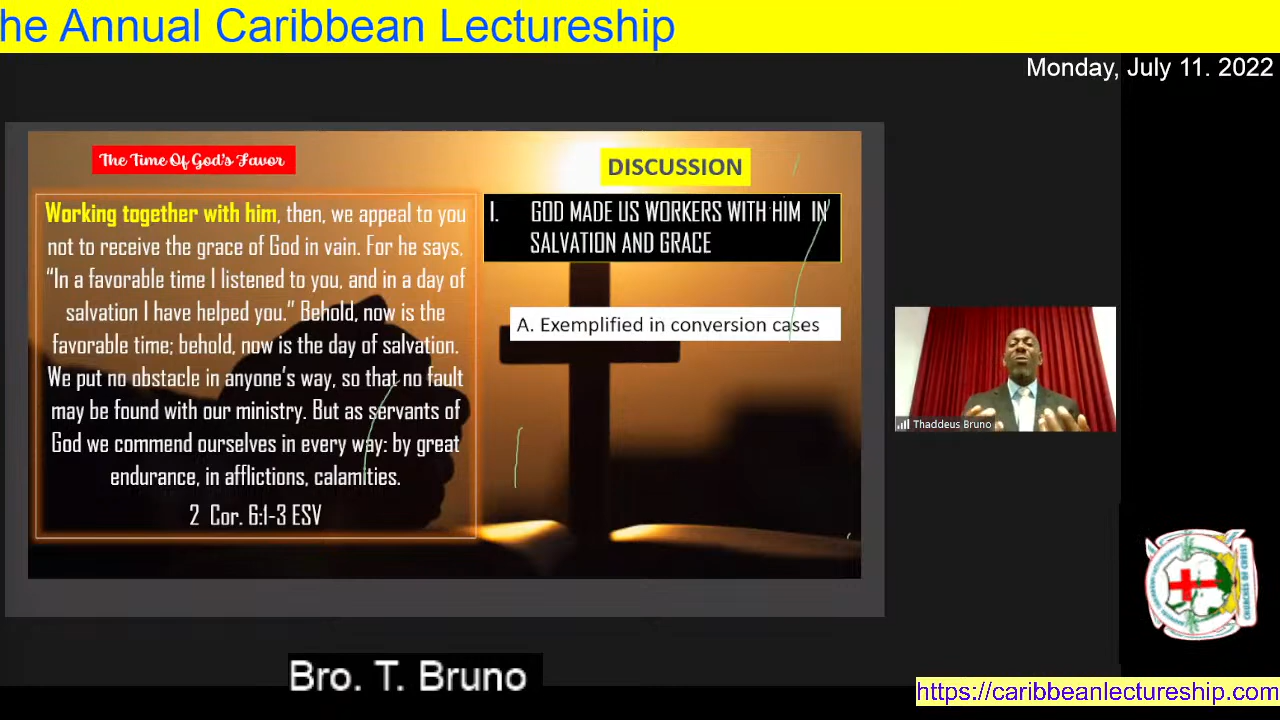 he Annual Caribbean Lectureship
Monday, July 11. 2022
The Time Of God's Favor
Working together with him, then, we appeal to you
not to receive the grace of God in vain. For he says,
“In a favorable time I listened to you, and in a day of
salvation I have helped you.” Behold, now is the
favorable time; behold, now is the day of salvation.
We put no obstacle in anyone's way, so that no fault
may be found with our ministry. But as servants of
God we commend ourselves in every way: by great
endurance, in afflictions, calamities.
2 Cor. 6:1-3 ESV
DISCUSSION
I. GOD MADE US WORKERS WITH HIM IN
SALVATION AND GRACE
A. Exemplified in conversion cases
Thaddeus Bruno
CHURCHES OF CHRIST
Bro. T. Bruno
https://caribbeanlectureship.com